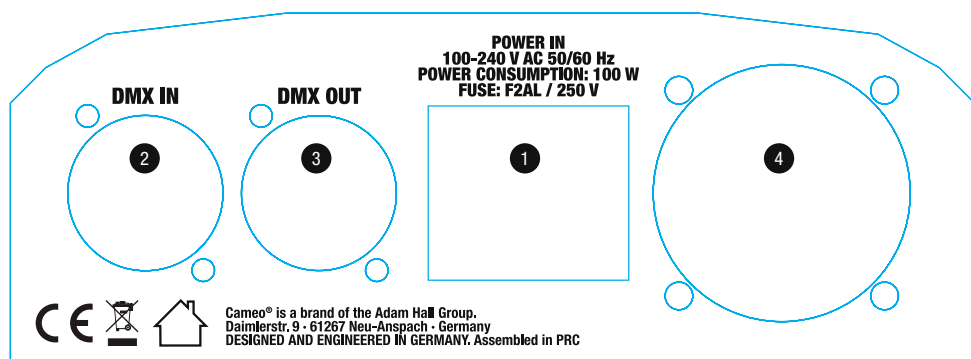 POWER IN
100-240 V AC 50/60 Hz
POWER CONSUMPTION: 100 W
FUSE: F2AL / 250 V
DMX IN
DMX OUT
2
3
1
4
CE
Cameo® is a brand of the Adam Hall Group.
Daimlerstr. 9 · 61267 Neu-Anspach · Germany
DESIGNED AND ENGINEERED IN GERMANY. Assembled in PRC